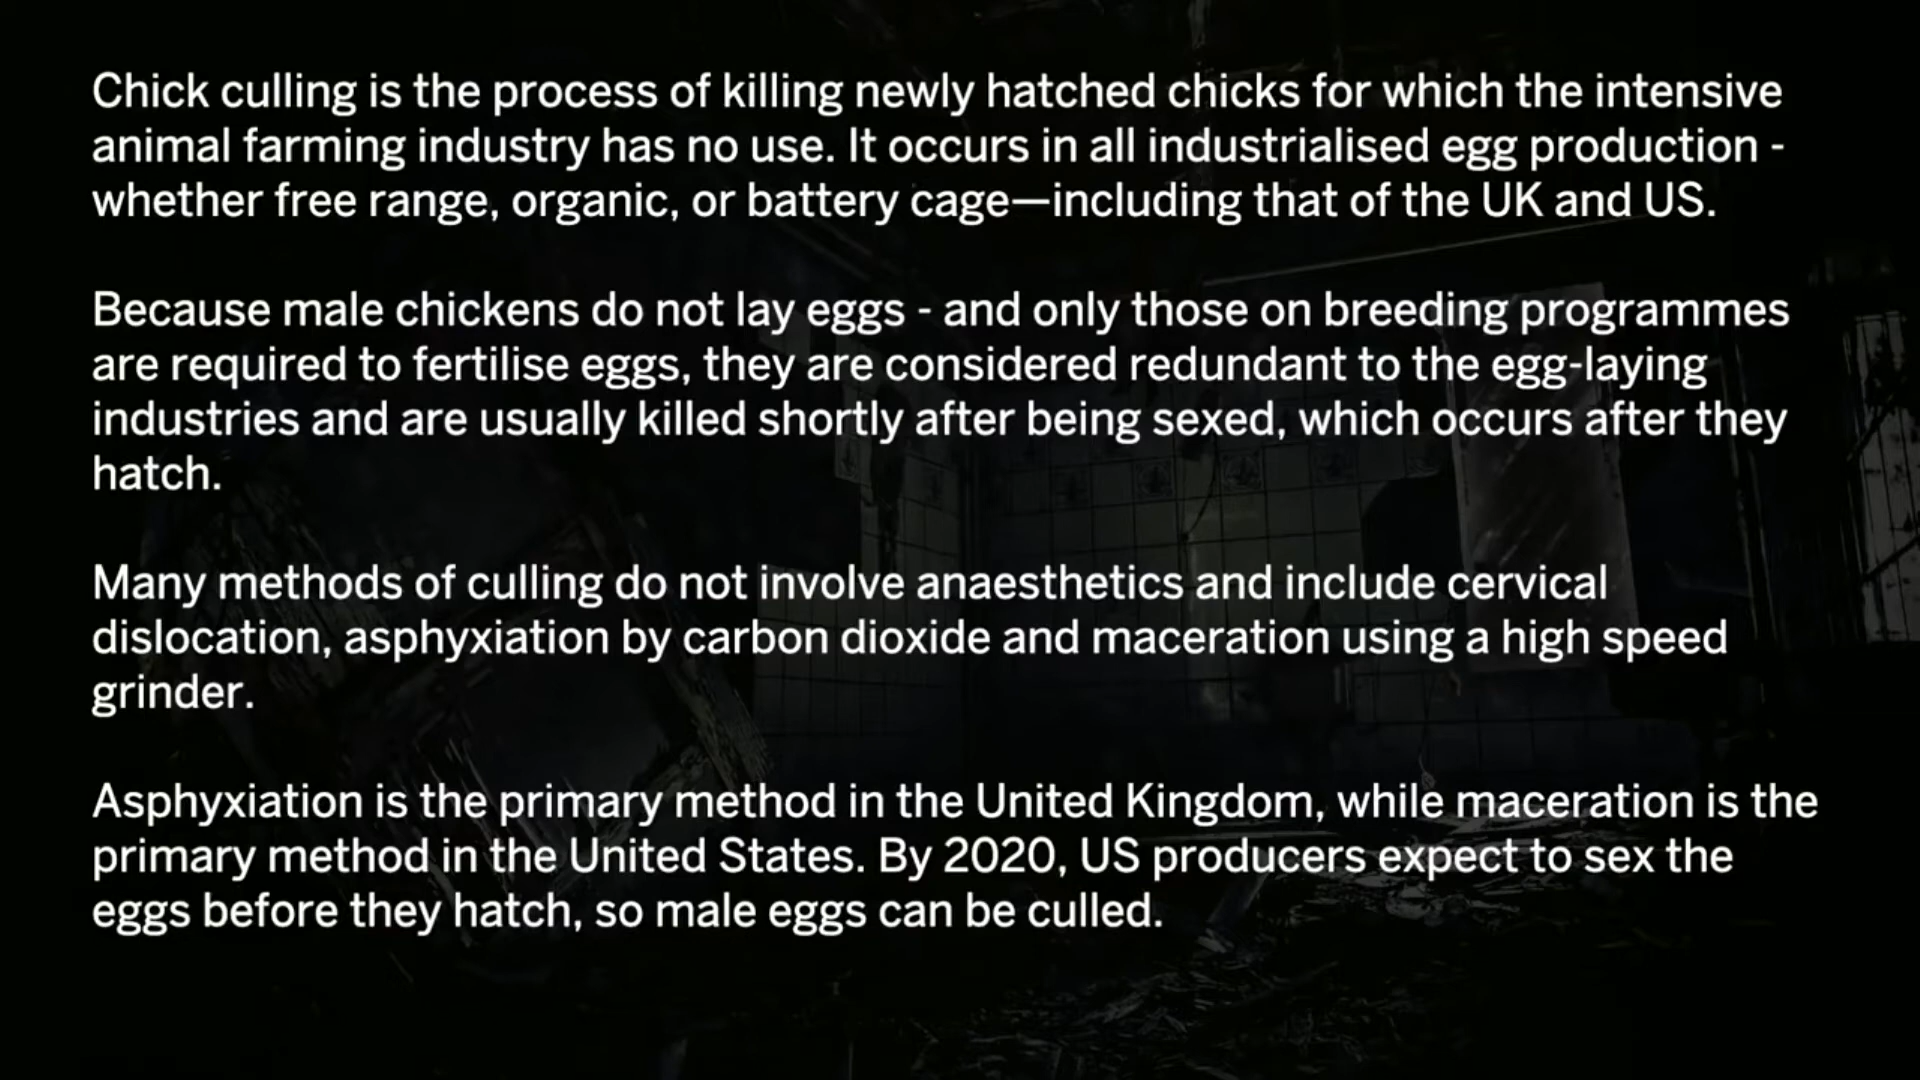 Chick culling is the process of killing newly hatched chicks for which the intensive
animal farming industry has no use. It occurs in all industrialised egg production -
whether free range, organic, or battery cage—including that of the UK and US.
Because male chickens do not lay eggs - and only those on breeding programmes
are required to fertilise eggs, they are considered redundant to the egg-laying
industries and are usually killed shortly after being sexed, which occurs after they
hatch.
Many methods of culling do not involve anaesthetics and include cervical
dislocation, asphyxiation by carbon dioxide and maceration using a high speed
grinder.
Asphyxiation is the primary method in the United Kingdom, while maceration is the
primary method in the United States. By 2020, US producers expect to sex the
eggs before they hatch, so male eggs can be culled.